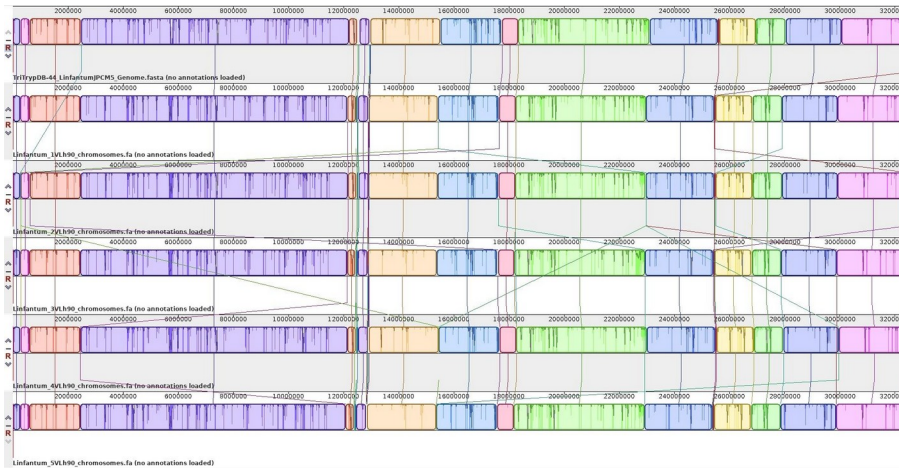 2000000 4000000 6000000 8000000 10000000 12000000 14000000 16000000 18000000 20000000 22000000 24000000 26000000 28000000 30000000 320000
R
TriTrypDB-44_LinfantumJPCM5_Genome.fasta (no annotations loaded)
2000000 4000000 6000000 8000000 10000000 12000000 14000000 16000000 18000000 20000000 22000000 24000000 26000000 28000000 30000000 320000
R
Linfantum_1VLh90_chromosomes.fa (no annotations loaded)
2000000 4000000 6000000 8000000 10000000 12000000 14000000 16000000 18000000 20000000 22000000 24000000 26000000 28000000 30000000 320000
R
Linfantum_2VLh90_chromosomes.fa (no annotations loaded)
2000000 4000000 6000000 8000000 10000000 12000000 14000000 16000000 18000000 20000000 22000000 24000000 26000000 28000000 30000000 320000
R
Linfantum_3VLh90_chromosomes.fa (no annotations loaded)
2000000 4000000 6000000 8000000 10000000 12000000 14000000 16000000 18000000 20000000 22000000 24000000 26000000 28000000 30000000 320000
R
Linfantum_4VLh90_chromosomes.fa (no annotations loaded)
2000000 4000000 6000000 8000000 10000000 12000000 14000000 16000000 18000000 20000000 22000000 24000000 26000000 28000000 30000000 320000
R
Linfantum_5VLh90_chromosomes.fa (no annotations loaded)